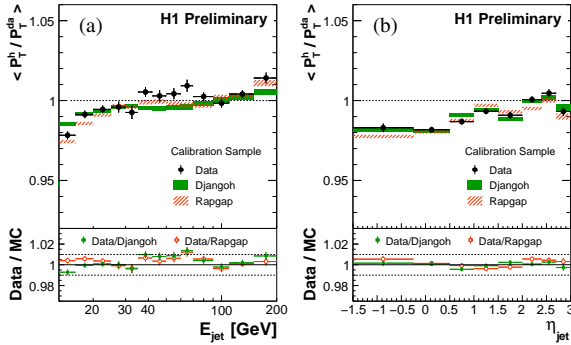 H1 Preliminary
(a)
< P_T^h / P_T^da >
1.05
1
0.95
Calibration Sample
Data
Djangoh
Rapgap
Data / MC
1.02
1
0.98
Data/Djangoh
Data/Rapgap
20
30
40
100
200
E_jet [GeV]
H1 Preliminary
(b)
< P_T^h / P_T^da >
1.05
1
0.95
Calibration Sample
Data
Djangoh
Rapgap
Data / MC
1.02
1
0.98
Data/Djangoh
Data/Rapgap
−1.5 −1 −0.5 0 0.5 1 1.5 2 2.5 3
η_jet